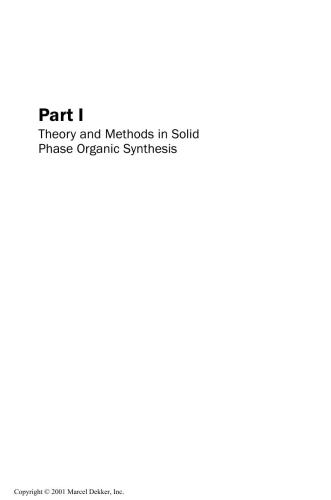 Part I
Theory and Methods in Solid
Phase Organic Synthesis
Copyright © 2001 Marcel Dekker, Inc.